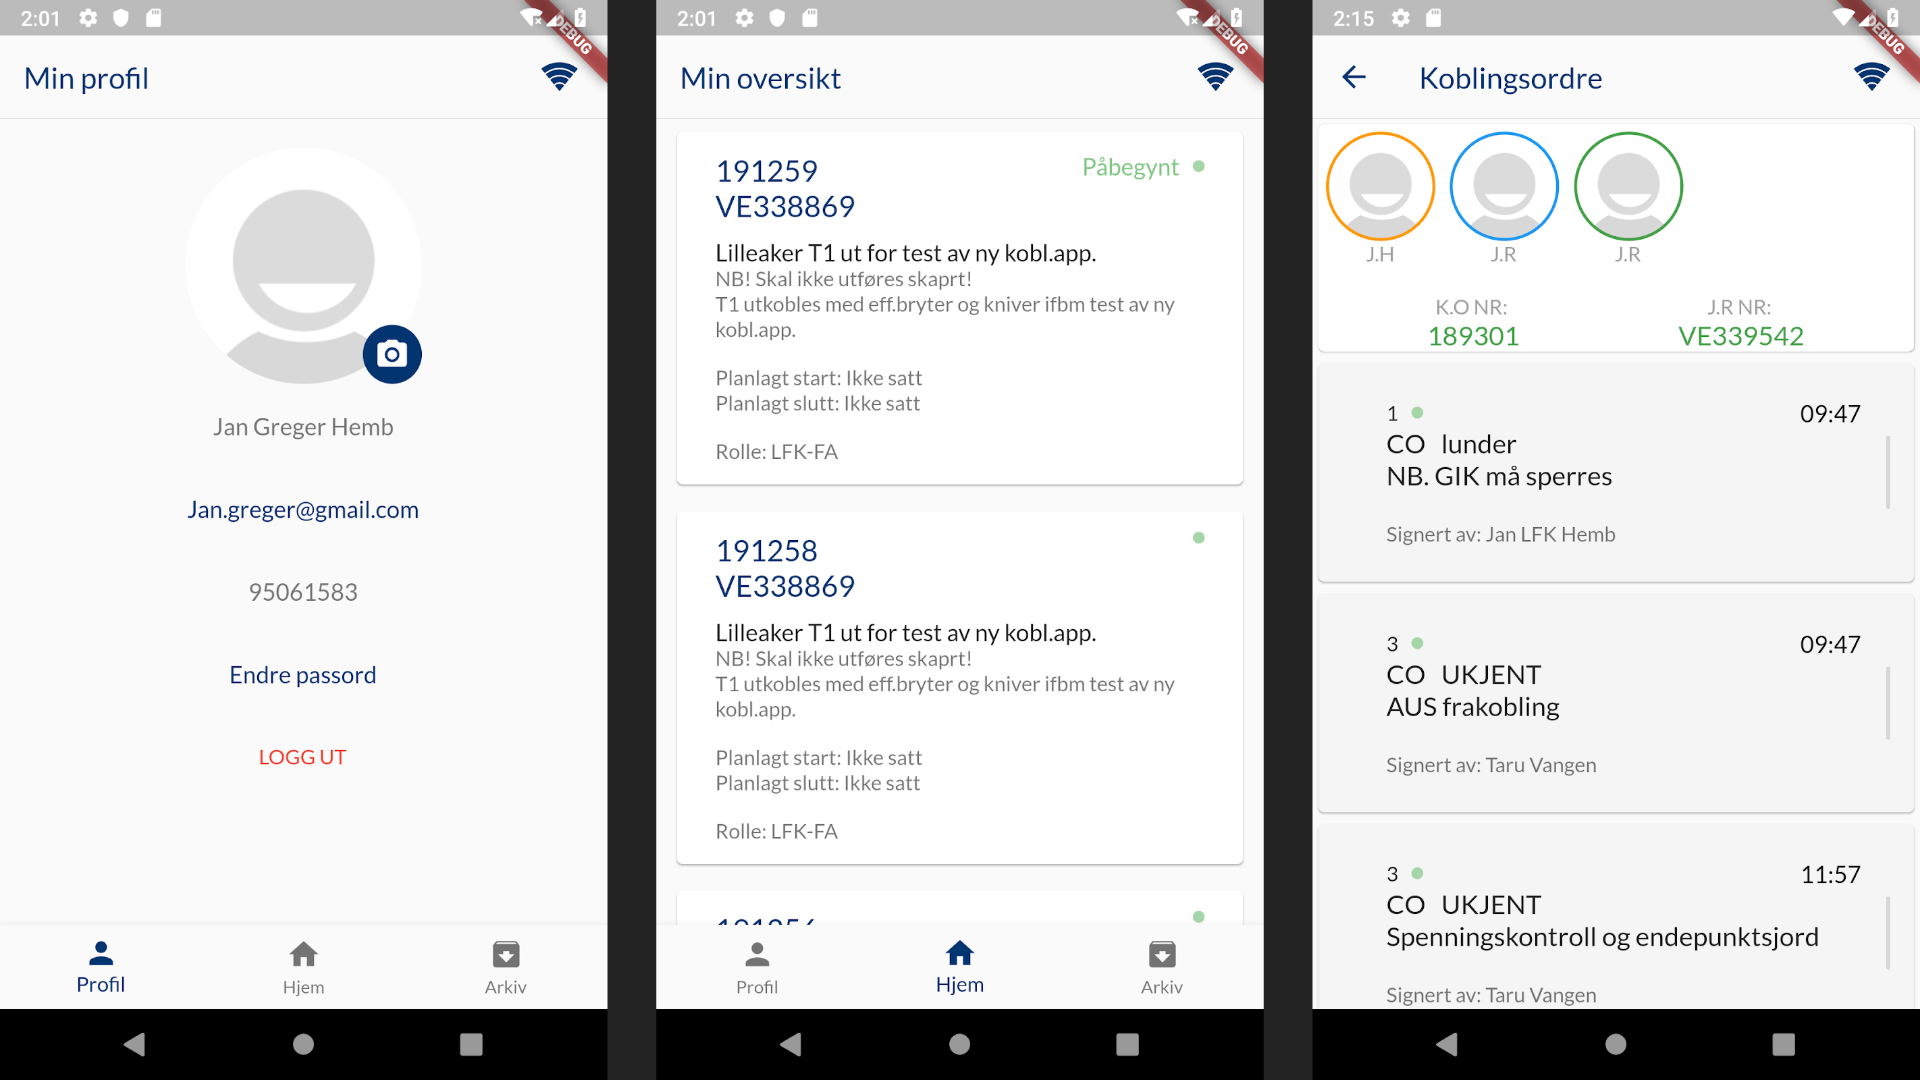 2:01
DEBUG
Min profil
Jan Greger Hemb
Jan.greger@gmail.com
95061583
Endre passord
LOGG UT
Profil
Hjem
Arkiv
2:01
DEBUG
Min oversikt
191259
Påbegynt
VE338869
Lilleaker T1 ut for test av ny kobl.app.
NB! Skal ikke utføres skaprt!
T1 utkobles med eff.bryter og kniver ifbm test av ny
kobl.app.
Planlagt start: Ikke satt
Planlagt slutt: Ikke satt
Rolle: LFK-FA
191258
VE338869
Lilleaker T1 ut for test av ny kobl.app.
NB! Skal ikke utføres skaprt!
T1 utkobles med eff.bryter og kniver ifbm test av ny
kobl.app.
Planlagt start: Ikke satt
Planlagt slutt: Ikke satt
Rolle: LFK-FA
Profil
Hjem
Arkiv
2:15
DEBUG
Koblingsordre
J.H
J.R
J.R
K.O NR:
J.R NR:
189301
VE339542
1
09:47
CO lunder
NB. GIK må sperres
Signert av: Jan LFK Hemb
3
09:47
CO UKJENT
AUS frakobling
Signert av: Taru Vangen
3
11:57
CO UKJENT
Spenningskontroll og endepunktsjord
Signert av: Taru Vangen